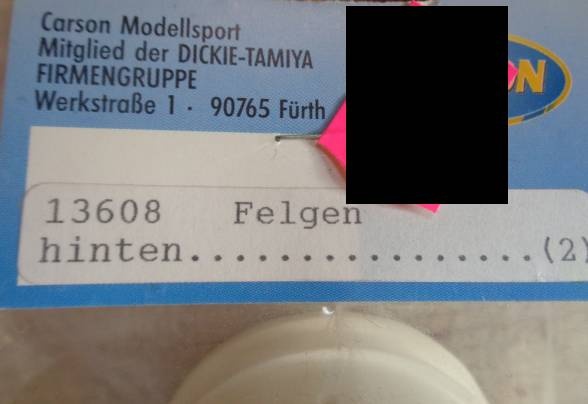 Carson Modellsport
Mitglied der DICKIE-TAMIYA
FIRMENGRUPPE
Werkstraße 1 · 90765 Fürth
13608 Felgen
hinten.................(2)